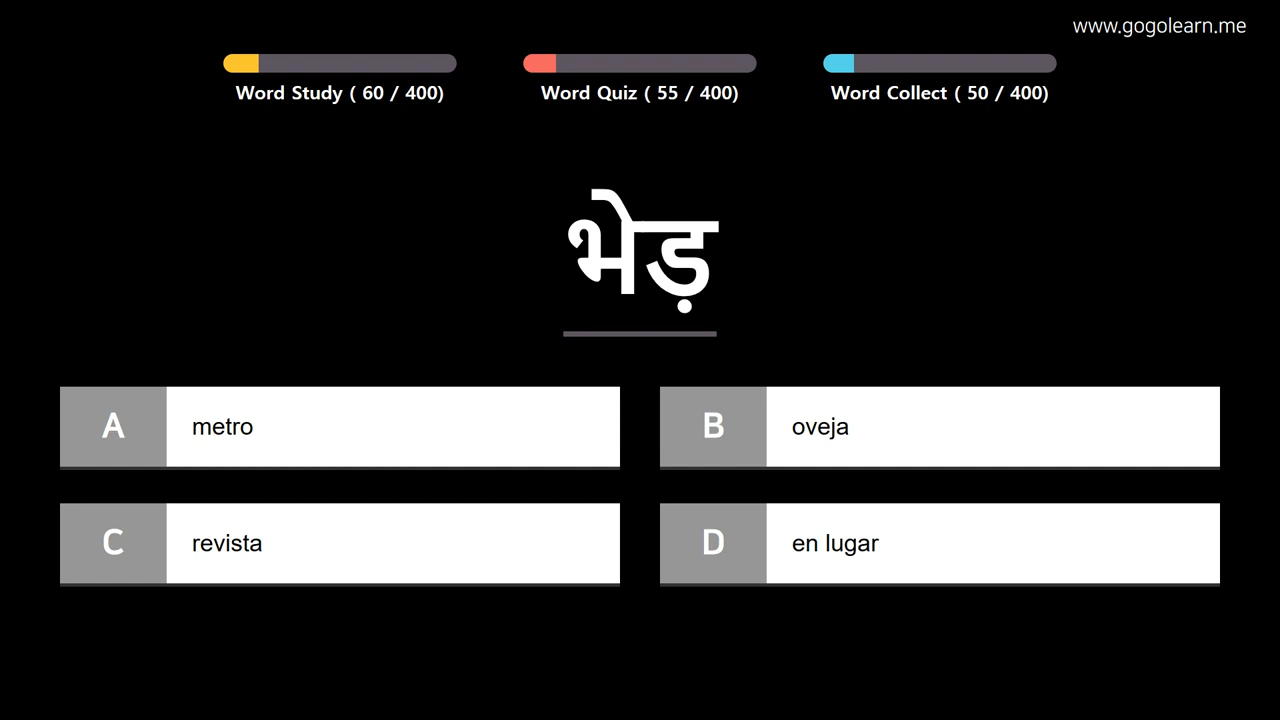 www.gogolearn.me
Word Study ( 60 / 400)
Word Quiz ( 55 / 400)
Word Collect ( 50 / 400)
भेड़
A metro
B oveja
C revista
D en lugar